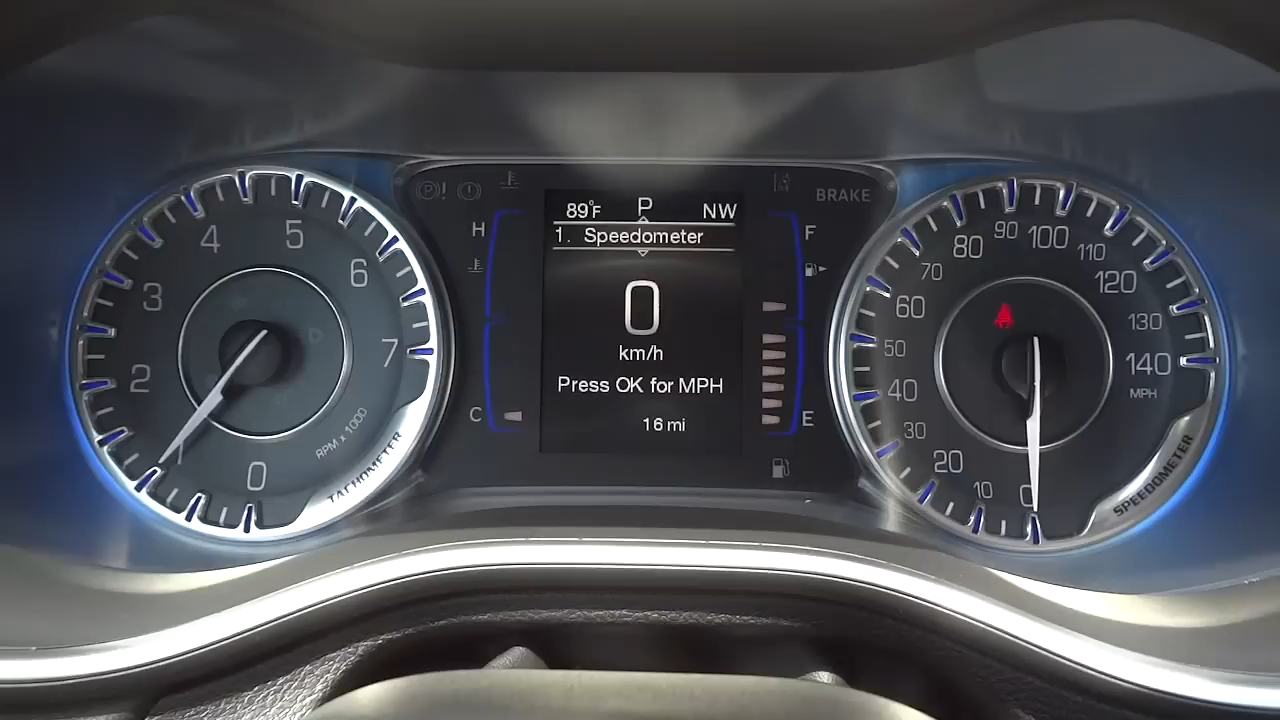 89°F P NW
1. Speedometer
0
km/h
Press OK for MPH
16 mi
H
C
F
E
BRAKE
0
2
3
4
5
6
7
RPM x 1000
TACHOMETER
0
10
20
30
40
50
60
70
80
90
100
110
120
130
140
MPH
SPEEDOMETER